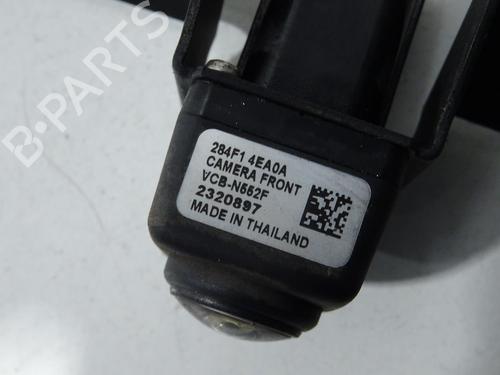 B-PARTS
284F1 4EA0A
CAMERA FRONT
VCB-N562F
2320897
MADE IN THAILAND